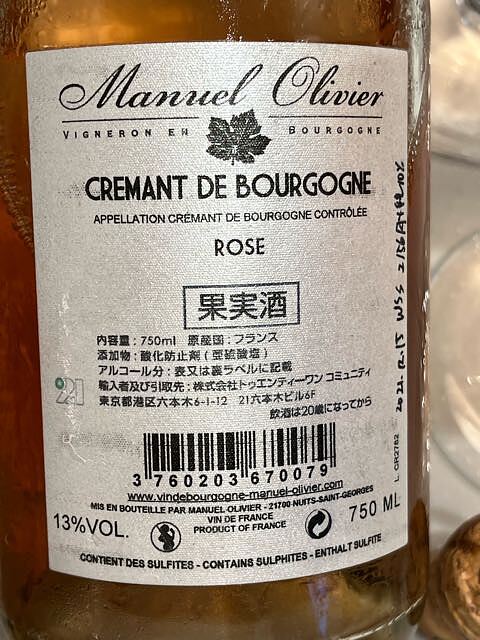 Manuel Olivier
VIGNERON EN BOURGOGNE
CREMANT DE BOURGOGNE
APPELLATION CRÉMANT DE BOURGOGNE CONTRÔLÉE
ROSE
果実酒
内容量:750ml 原産国:フランス
添加物:酸化防止剤(亜硫酸塩)
アルコール分:表又は裏ラベルに記載
輸入者及び引取先:株式会社トゥエンティーワン コミュニティ
東京都港区六本木6-1-12 21六本木ビル6F
飲酒は20歳になってから
21
3 760203 670079
www.vindebourgogne-manuel-olivier.com
MIS EN BOUTEILLE PAR MANUEL OLIVIER - 21700 NUITS-SAINT-GEORGES
VIN DE FRANCE
PRODUCT OF FRANCE
13%VOL.
750 ML
CONTIENT DES SULFITES - CONTAINS SULPHITES - ENTHALT SULFITE
L. CR2782